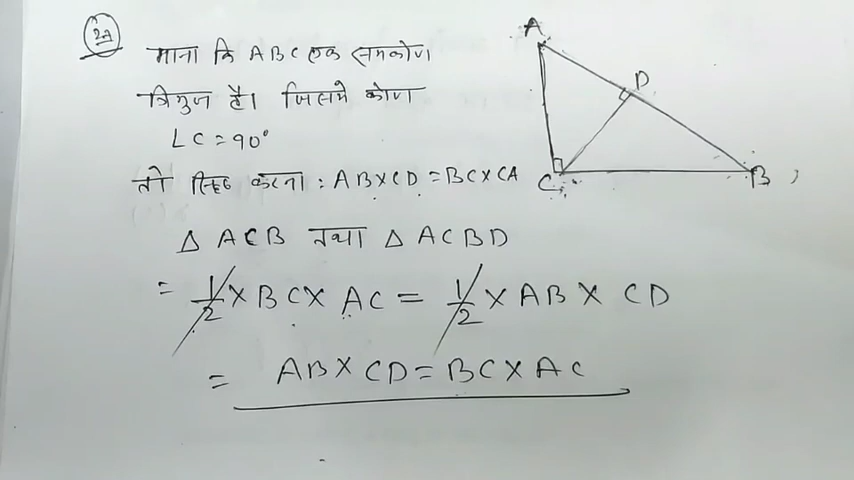 2A
माना कि ABC एक समकोण
त्रिभुज है। जिसमे कोण
∠C = 90°
तो सिद्ध करना : AB×CD = BC×CA
Δ ACB तथा Δ ACBD
= 1/2 × BC × AC = 1/2 × AB × CD
= AB × CD = BC × AC
A
D
C
B